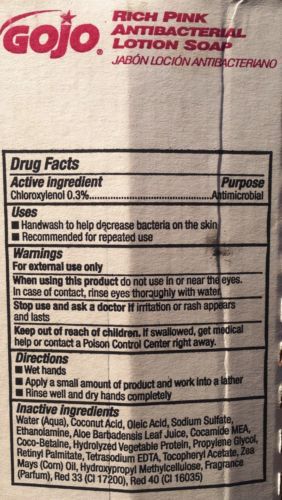 GOJO®
RICH PINK
ANTIBACTERIAL
LOTION SOAP
JABÓN LOCIÓN ANTIBACTERIANO
Drug Facts
Active ingredient Purpose
Chloroxylenol 0.3%..............................Antimicrobial
Uses
■ Handwash to help decrease bacteria on the skin
■ Recommended for repeated use
Warnings
For external use only
When using this product do not use in or near the eyes.
In case of contact, rinse eyes thoroughly with water.
Stop use and ask a doctor if irritation or rash appears
and lasts
Keep out of reach of children. If swallowed, get medical
help or contact a Poison Control Center right away.
Directions
■ Wet hands
■ Apply a small amount of product and work into a lather
■ Rinse well and dry hands completely
Inactive ingredients
Water (Aqua), Coconut Acid, Oleic Acid, Sodium Sulfate,
Ethanolamine, Aloe Barbadensis Leaf Juice, Cocamide MEA,
Coco-Betaine, Hydrolyzed Vegetable Protein, Propylene Glycol,
Retinyl Palmitate, Tetrasodium EDTA, Tocopheryl Acetate, Zea
Mays (Corn) Oil, Hydroxypropyl Methylcellulose, Fragrance
(Parfum), Red 33 (CI 17200), Red 40 (CI 16035)